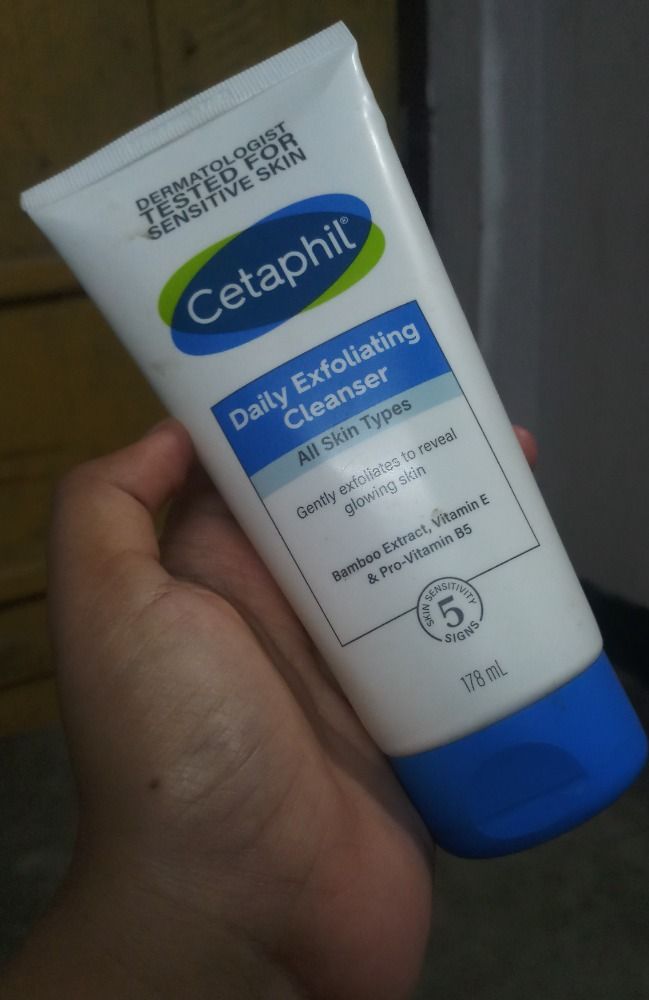 DERMATOLOGIST
TESTED FOR
SENSITIVE SKIN
Cetaphil®
Daily Exfoliating
Cleanser
All Skin Types
Gently exfoliates to reveal
glowing skin
Bamboo Extract, Vitamin E
& Pro-Vitamin B5
SKIN SENSITIVITY
5
SIGNS
178 mL